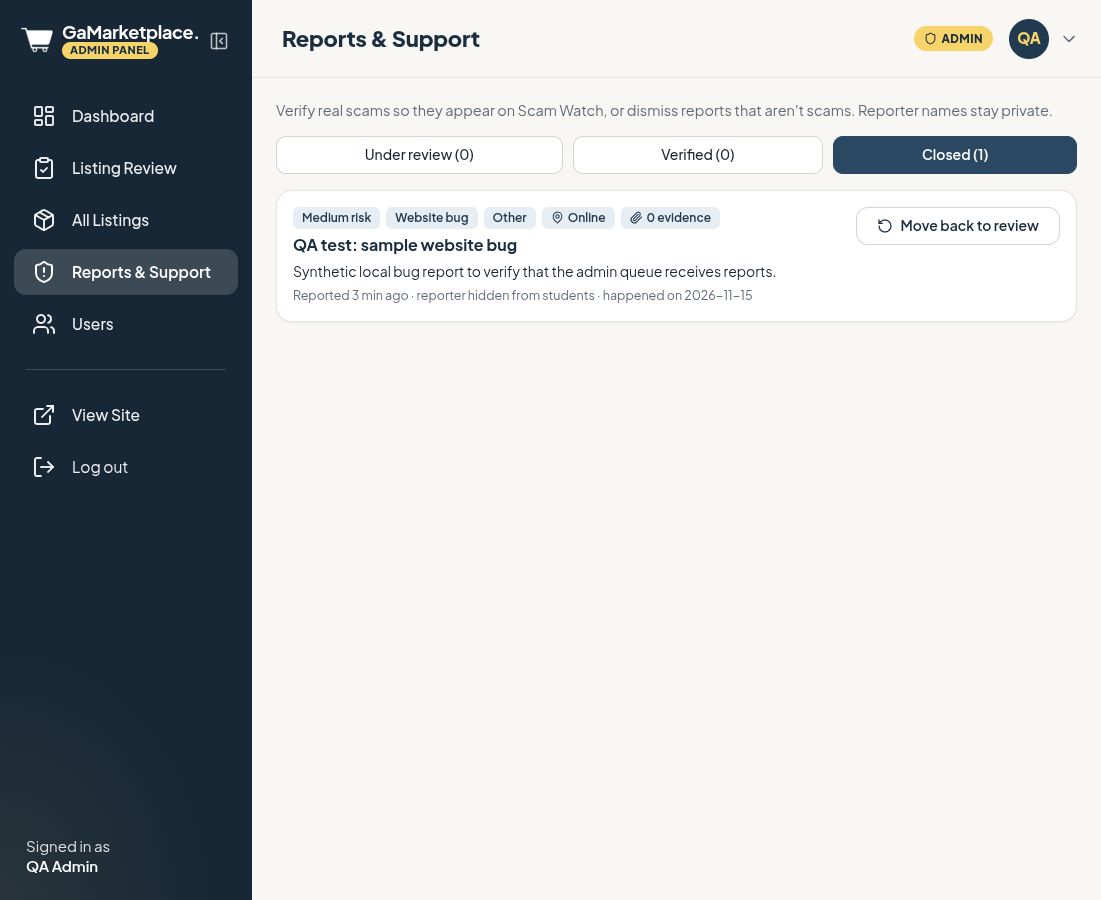 GaMarketplace.
ADMIN PANEL
Dashboard
Listing Review
All Listings
Reports & Support
Users
View Site
Log out
Signed in as
QA Admin
Reports & Support
ADMIN
QA
Verify real scams so they appear on Scam Watch, or dismiss reports that aren't scams. Reporter names stay private.
Under review (0)
Verified (0)
Closed (1)
Medium risk
Website bug
Other
Online
0 evidence
Move back to review
QA test: sample website bug
Synthetic local bug report to verify that the admin queue receives reports.
Reported 3 min ago · reporter hidden from students · happened on 2026-11-15